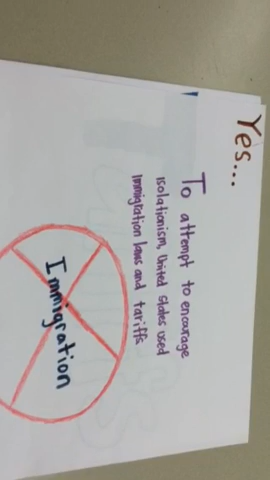 Yes...
To attempt to encourage
isolationism, United States used
Immigration laws and tariffs.
Immigration